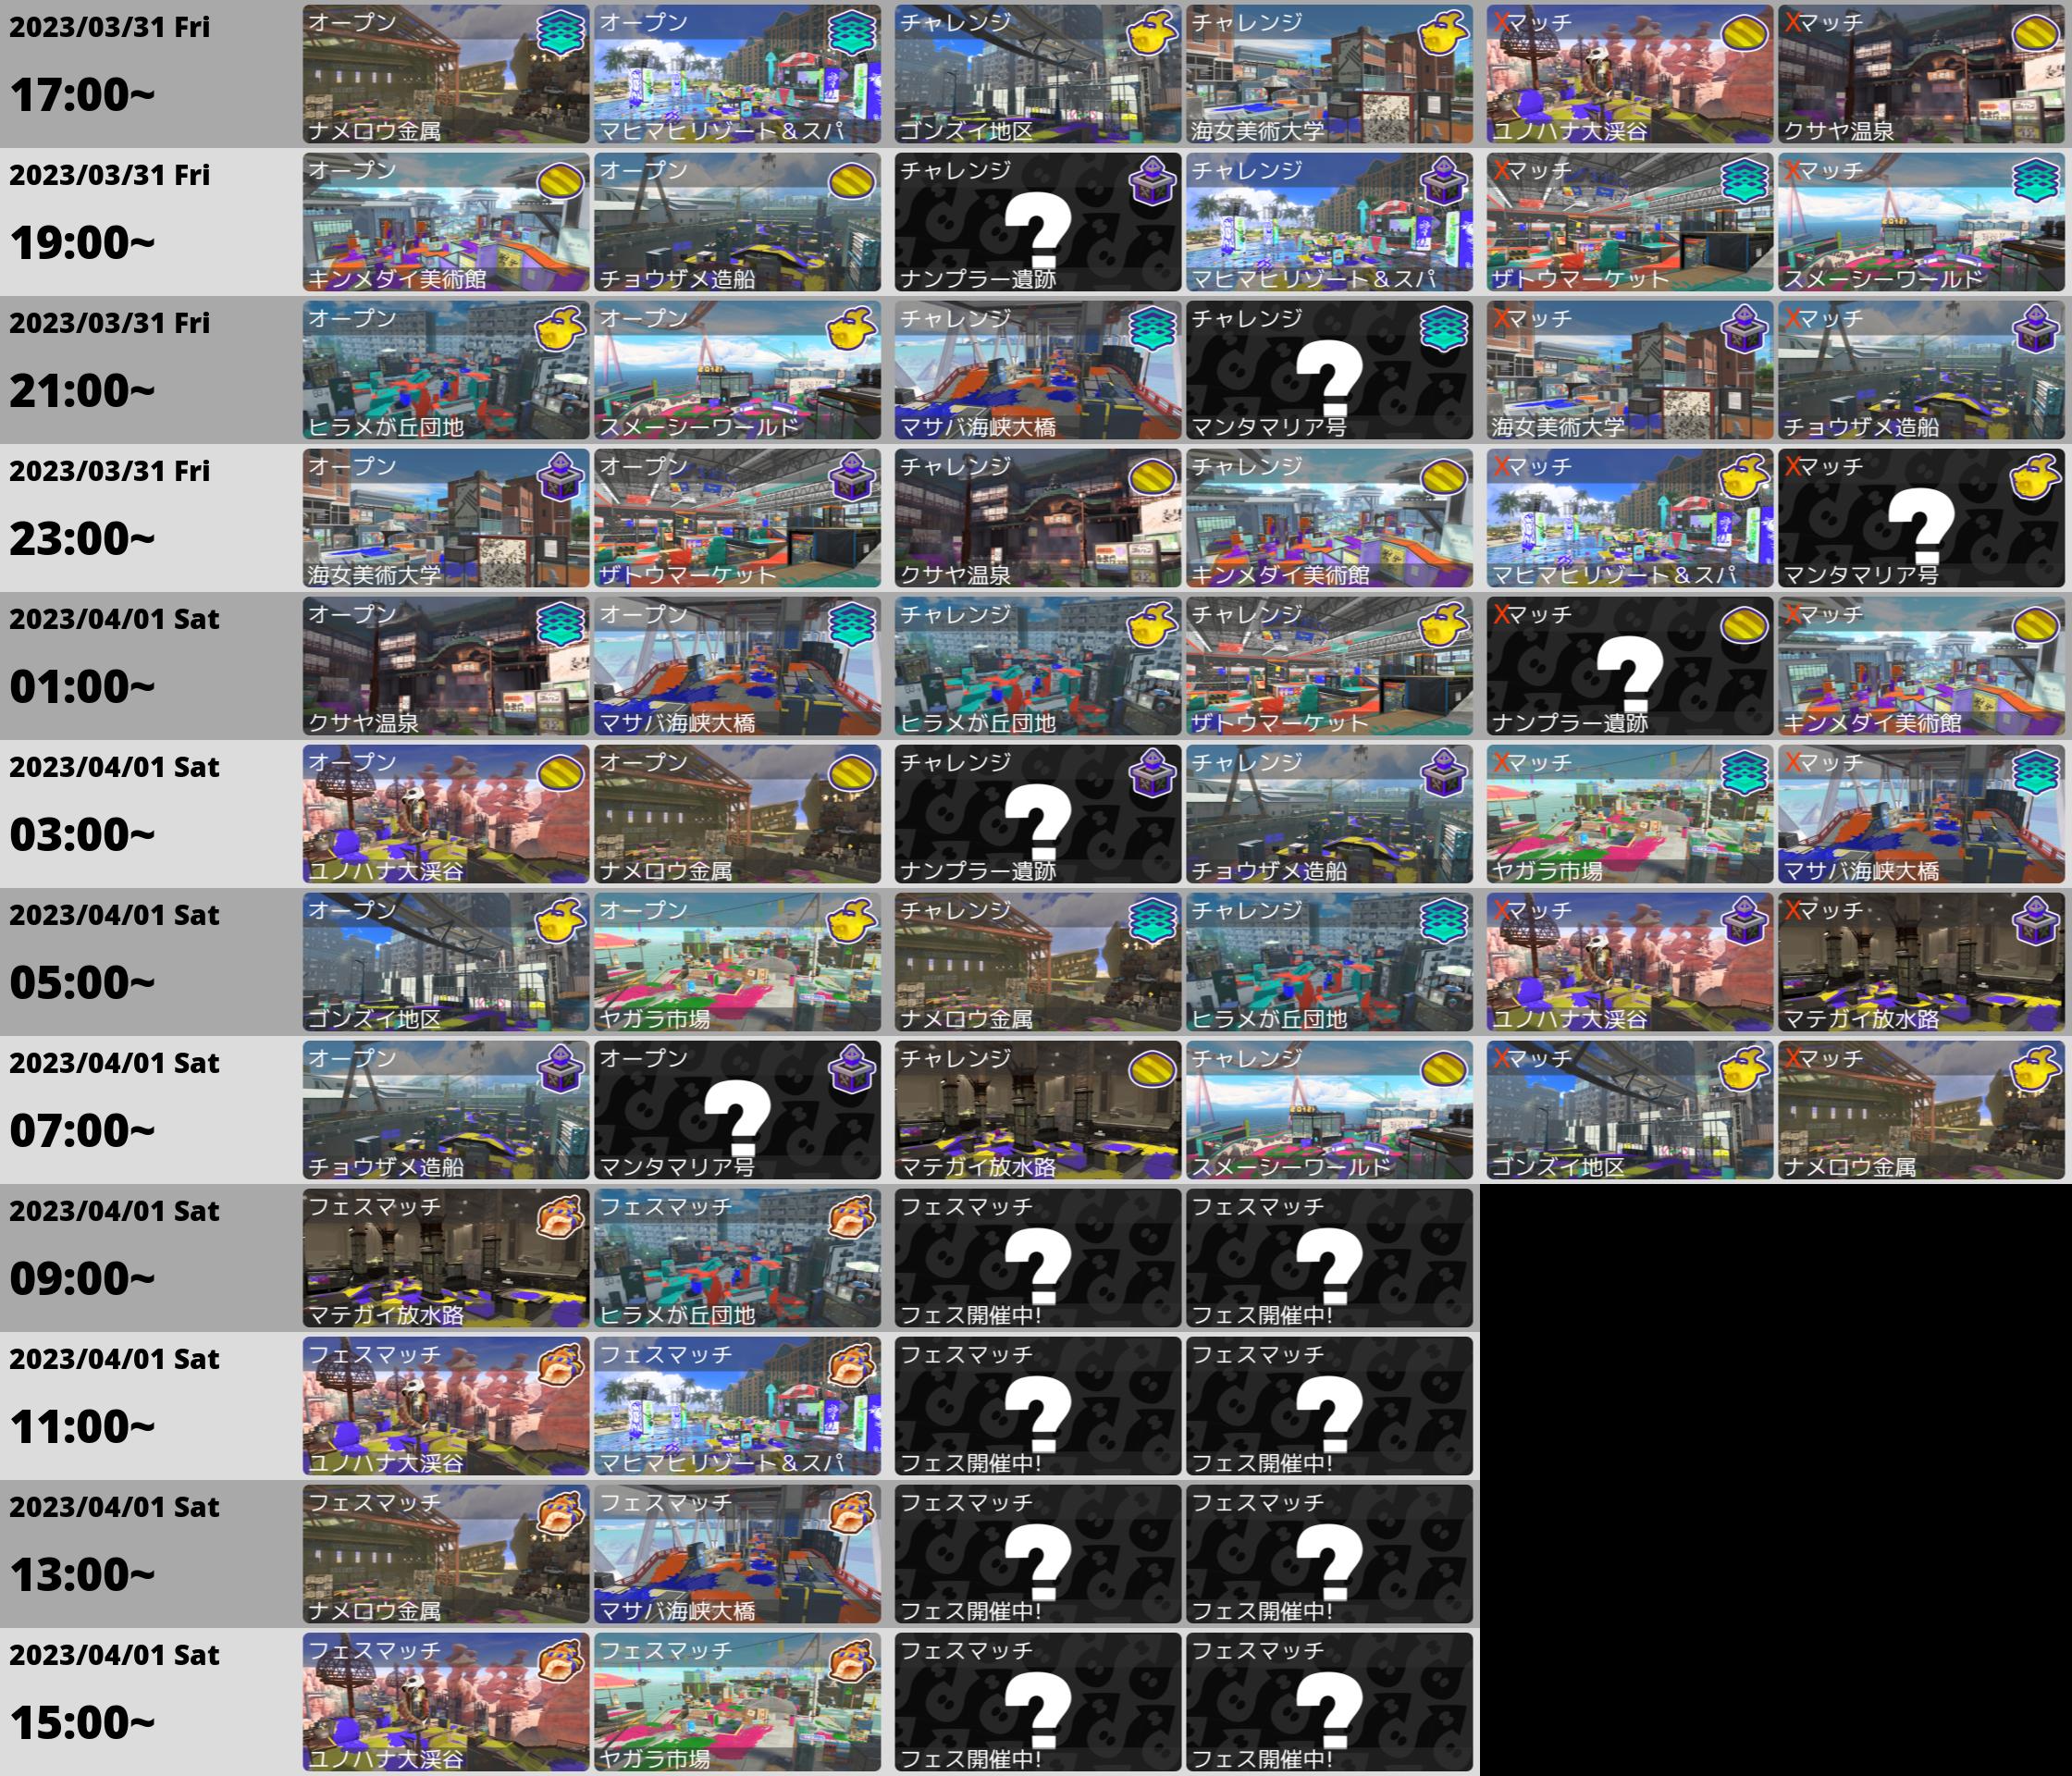 2023/03/31 Fri
17:00~
オープン
ナメロウ金属
オープン
マヒマヒリゾート&スパ
チャレンジ
ゴンズイ地区
チャレンジ
海女美術大学
Xマッチ
ユノハナ大渓谷
Xマッチ
クサヤ温泉
2023/03/31 Fri
19:00~
オープン
キンメダイ美術館
オープン
チョウザメ造船
チャレンジ
?
ナンプラー遺跡
チャレンジ
マヒマヒリゾート&スパ
Xマッチ
ザトウマーケット
Xマッチ
スメーシーワールド
2023/03/31 Fri
21:00~
オープン
ヒラメが丘団地
オープン
スメーシーワールド
チャレンジ
マサバ海峡大橋
チャレンジ
?
マンタマリア号
Xマッチ
海女美術大学
Xマッチ
チョウザメ造船
2023/03/31 Fri
23:00~
オープン
海女美術大学
オープン
ザトウマーケット
チャレンジ
クサヤ温泉
チャレンジ
キンメダイ美術館
Xマッチ
マヒマヒリゾート&スパ
Xマッチ
?
マンタマリア号
2023/04/01 Sat
01:00~
オープン
クサヤ温泉
オープン
マサバ海峡大橋
チャレンジ
ヒラメが丘団地
チャレンジ
ザトウマーケット
Xマッチ
?
ナンプラー遺跡
Xマッチ
キンメダイ美術館
2023/04/01 Sat
03:00~
オープン
ユノハナ大渓谷
オープン
ナメロウ金属
チャレンジ
?
ナンプラー遺跡
チャレンジ
チョウザメ造船
Xマッチ
ヤガラ市場
Xマッチ
マサバ海峡大橋
2023/04/01 Sat
05:00~
オープン
ゴンズイ地区
オープン
ヤガラ市場
チャレンジ
ナメロウ金属
チャレンジ
ヒラメが丘団地
Xマッチ
ユノハナ大渓谷
Xマッチ
マテガイ放水路
2023/04/01 Sat
07:00~
オープン
チョウザメ造船
オープン
?
マンタマリア号
チャレンジ
マテガイ放水路
チャレンジ
スメーシーワールド
Xマッチ
ゴンズイ地区
Xマッチ
ナメロウ金属
2023/04/01 Sat
09:00~
フェスマッチ
マテガイ放水路
フェスマッチ
ヒラメが丘団地
フェスマッチ
?
フェス開催中!
フェスマッチ
?
フェス開催中!
2023/04/01 Sat
11:00~
フェスマッチ
ユノハナ大渓谷
フェスマッチ
マヒマヒリゾート&スパ
フェスマッチ
?
フェス開催中!
フェスマッチ
?
フェス開催中!
2023/04/01 Sat
13:00~
フェスマッチ
ナメロウ金属
フェスマッチ
マサバ海峡大橋
フェスマッチ
?
フェス開催中!
フェスマッチ
?
フェス開催中!
2023/04/01 Sat
15:00~
フェスマッチ
ユノハナ大渓谷
フェスマッチ
ヤガラ市場
フェスマッチ
?
フェス開催中!
フェスマッチ
?
フェス開催中!